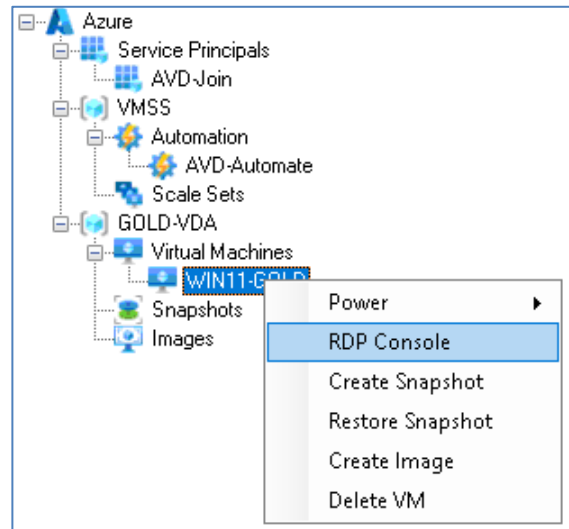 Azure
Service Principals
AVD-Join
VMSS
Automation
AVD-Automate
Scale Sets
GOLD-VDA
Virtual Machines
WIN11-GOLD
Snapshots
Images
Power
RDP Console
Create Snapshot
Restore Snapshot
Create Image
Delete VM